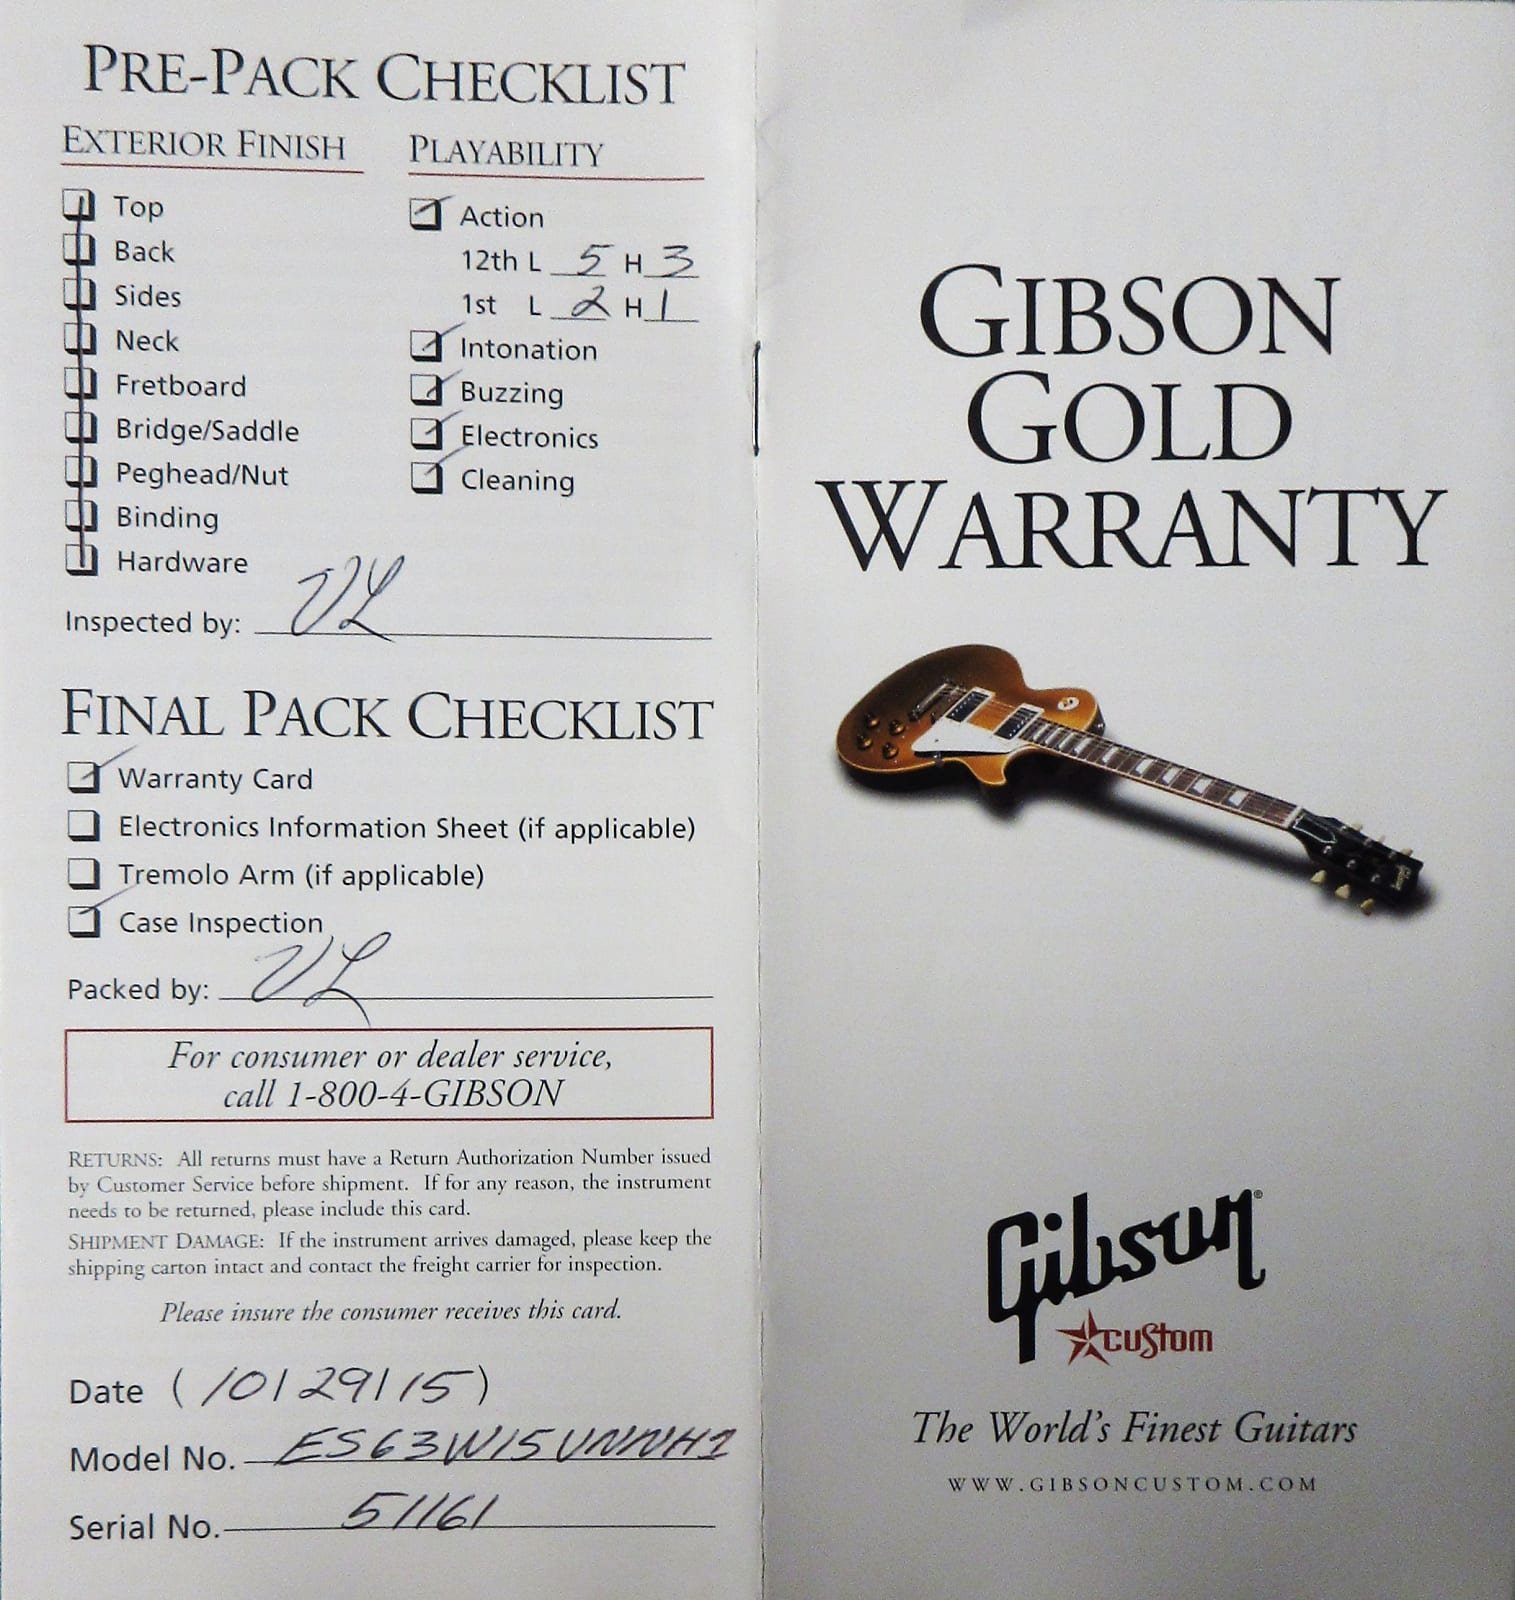 PRE-PACK CHECKLIST
EXTERIOR FINISH
Top
Back
Sides
Neck
Fretboard
Bridge/Saddle
Peghead/Nut
Binding
Hardware
PLAYABILITY
Action
12th L 5 H 3
1st L 2 H 1
Intonation
Buzzing
Electronics
Cleaning
Inspected by: VL
FINAL PACK CHECKLIST
Warranty Card
Electronics Information Sheet (if applicable)
Tremolo Arm (if applicable)
Case Inspection
Packed by: VL
For consumer or dealer service,
call 1-800-4-GIBSON
RETURNS: All returns must have a Return Authorization Number issued
by Customer Service before shipment. If for any reason, the instrument
needs to be returned, please include this card.
SHIPMENT DAMAGE: If the instrument arrives damaged, please keep the
shipping carton intact and contact the freight carrier for inspection.
Please insure the consumer receives this card.
Date (10/29/15)
Model No. ES63W15VNNNH1
Serial No. 51161
GIBSON
GOLD
WARRANTY
Gibson
Gibson®
custom
The World's Finest Guitars
WWW.GIBSONCUSTOM.COM